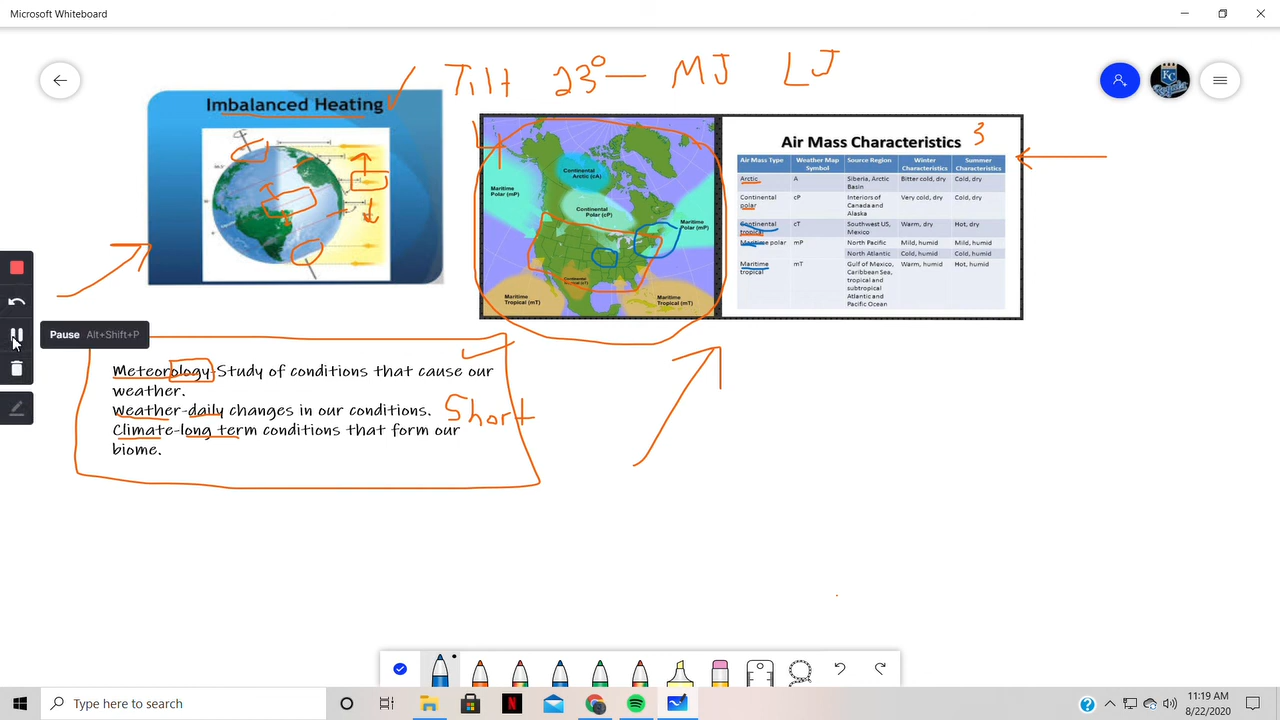 Microsoft Whiteboard
Tilt 23° — MJ LJ
Imbalanced Heating
Maritime
Polar (mP)
Continental
Arctic (cA)
Continental
Polar (cP)
Maritime
Polar (mP)
Maritime
Tropical (mT)
Maritime
Tropical (mT)
Air Mass Characteristics 3
Air Mass Type Weather Map Symbol Source Region Winter Characteristics Summer Characteristics
Arctic A Siberia, Arctic Basin Bitter cold, dry Cold, dry
Continental polar cP Interiors of Canada and Alaska Very cold, dry Cold, dry
Continental tropical cT Southwest US, Mexico Warm, dry Hot, dry
Maritime polar mP North Pacific Mild, humid Mild, humid
North Atlantic Cold, humid Cold, humid
Maritime tropical mT Gulf of Mexico, Caribbean Sea, tropical and subtropical Atlantic and Pacific Ocean Warm, humid Hot, humid
Pause Alt+Shift+P
Meteorology-Study of conditions that cause our
weather.
Weather-daily changes in our conditions. Short
Climate-long term conditions that form our
biome.
Type here to search
11:19 AM
8/22/2020